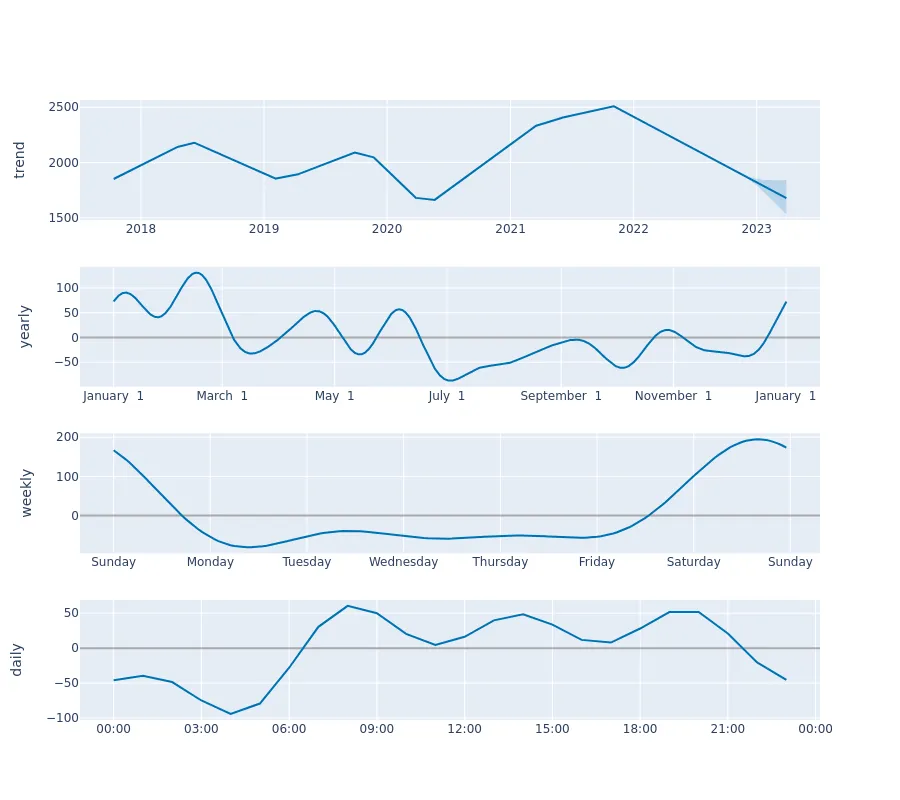 trend
2500
2000
1500
2018 2019 2020 2021 2022 2023
yearly
100
50
0
−50
January 1 March 1 May 1 July 1 September 1 November 1 January 1
weekly
200
100
0
Sunday Monday Tuesday Wednesday Thursday Friday Saturday Sunday
daily
50
0
−50
−100
00:00 03:00 06:00 09:00 12:00 15:00 18:00 21:00 00:00